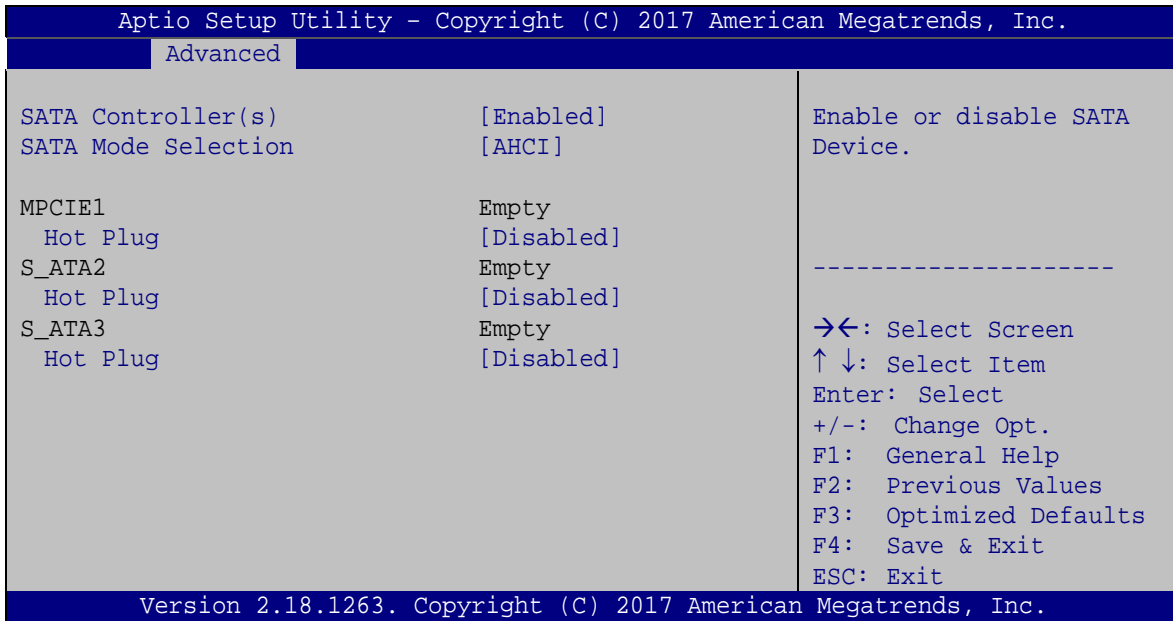 Aptio Setup Utility – Copyright (C) 2017 American Megatrends, Inc.
Advanced
SATA Controller(s) [Enabled]
SATA Mode Selection [AHCI]
MPCIE1 Empty
Hot Plug [Disabled]
S_ATA2 Empty
Hot Plug [Disabled]
S_ATA3 Empty
Hot Plug [Disabled]
Enable or disable SATA
Device.
---------------------
→←: Select Screen
↑ ↓: Select Item
Enter: Select
+/-: Change Opt.
F1: General Help
F2: Previous Values
F3: Optimized Defaults
F4: Save & Exit
ESC: Exit
Version 2.18.1263. Copyright (C) 2017 American Megatrends, Inc.